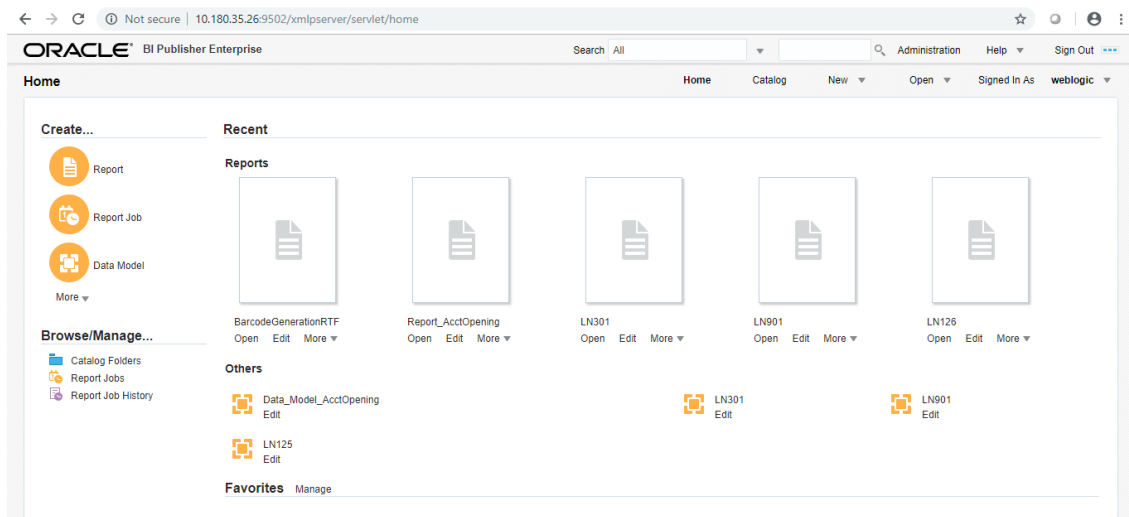 Not secure | 10.180.35.26:9502/xmlpserver/servlet/home
ORACLE BI Publisher Enterprise Search All Administration Help Sign Out
Home Home Catalog New Open Signed In As weblogic
Create...
Report
Report Job
Data Model
More
Browse/Manage...
Catalog Folders
Report Jobs
Report Job History
Recent
Reports
BarcodeGenerationRTF Report_AcctOpening LN301 LN901 LN126
Open Edit More Open Edit More Open Edit More Open Edit More Open Edit More
Others
Data_Model_AcctOpening LN301 LN901
Edit Edit Edit
LN125
Edit
Favorites Manage